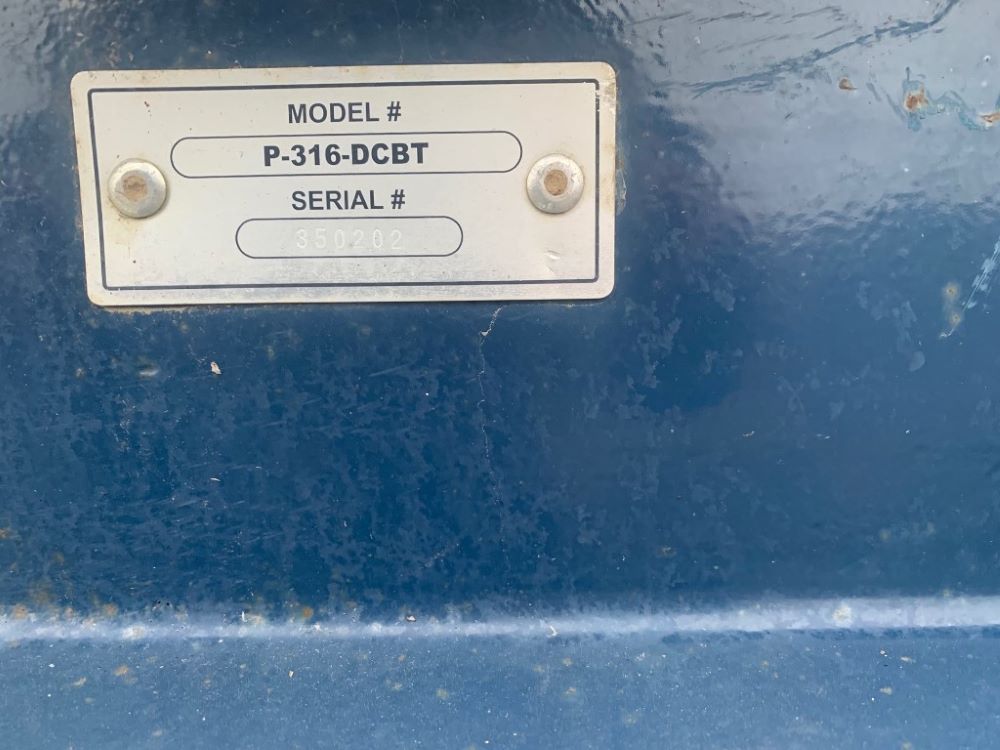 MODEL #
P-316-DCBT
SERIAL #
350202